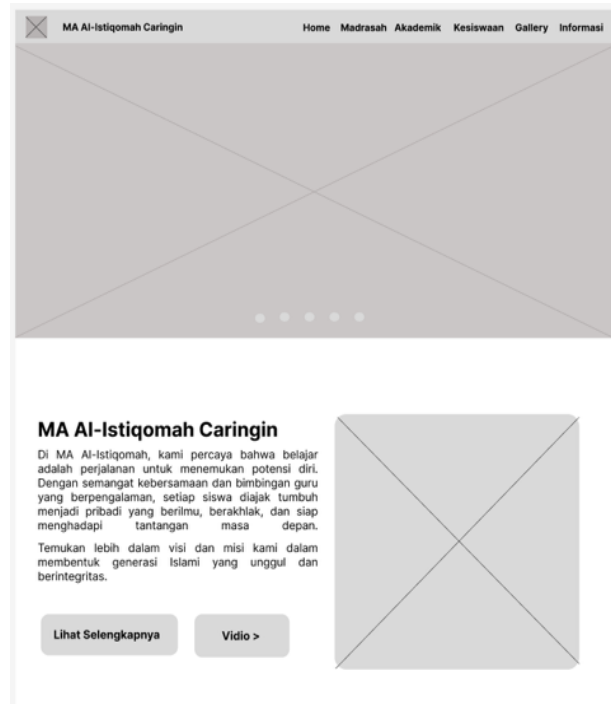 MA Al-Istiqomah Caringin Home Madrasah Akademik Kesiswaan Gallery Informasi
MA Al-Istiqomah Caringin
Di MA Al-Istiqomah, kami percaya bahwa belajar
adalah perjalanan untuk menemukan potensi diri.
Dengan semangat kebersamaan dan bimbingan guru
yang berpengalaman, setiap siswa diajak tumbuh
menjadi pribadi yang berilmu, berakhlak, dan siap
menghadapi tantangan masa depan.
Temukan lebih dalam visi dan misi kami dalam
membentuk generasi Islami yang unggul dan
berintegritas.
Lihat Selengkapnya Vidio >